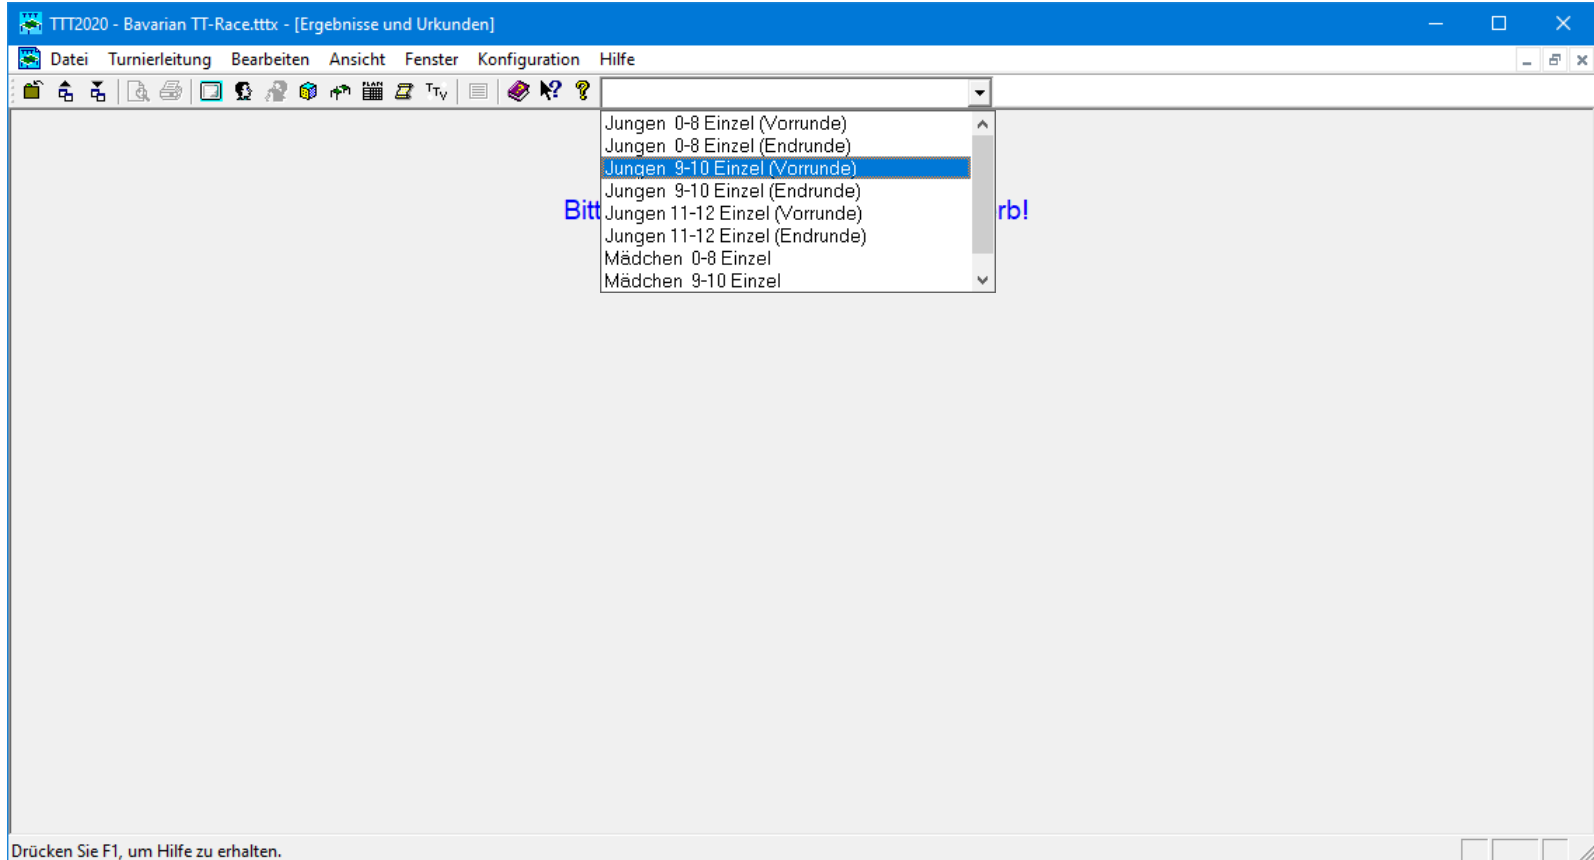 TTT2020 - Bavarian TT-Race.tttx - [Ergebnisse und Urkunden]
Datei Turnierleitung Bearbeiten Ansicht Fenster Konfiguration Hilfe
PLAN TTV
Jungen 0-8 Einzel (Vorrunde)
Jungen 0-8 Einzel (Endrunde)
Jungen 9-10 Einzel (Vorrunde)
Jungen 9-10 Einzel (Endrunde)
Bitt Jungen 11-12 Einzel (Vorrunde) rb!
Jungen 11-12 Einzel (Endrunde)
Mädchen 0-8 Einzel
Mädchen 9-10 Einzel
Drücken Sie F1, um Hilfe zu erhalten.